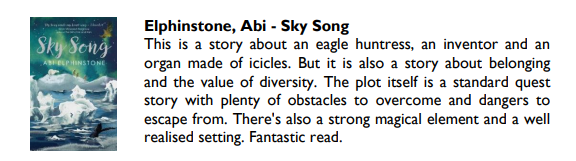 Elphinstone, Abi - Sky Song
This is a story about an eagle huntress, an inventor and an
organ made of icicles. But it is also a story about belonging
and the value of diversity. The plot itself is a standard quest
story with plenty of obstacles to overcome and dangers to
escape from. There's also a strong magical element and a well
realised setting. Fantastic read.
Sky Song
ABI ELPHINSTONE